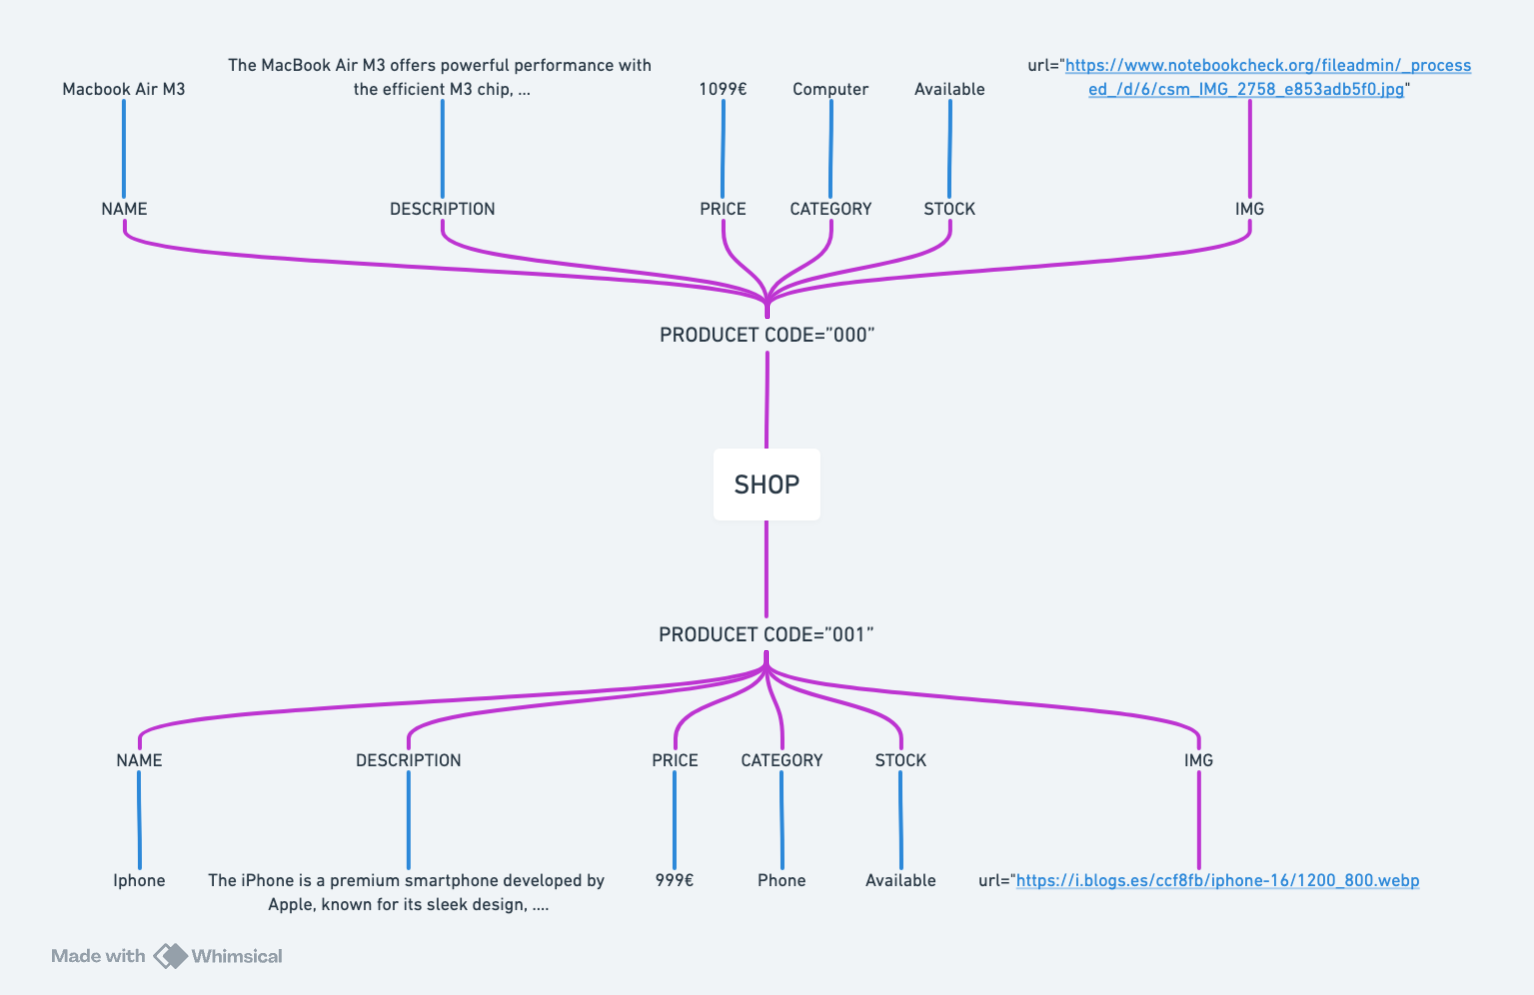 The MacBook Air M3 offers powerful performance with
the efficient M3 chip, ...
Macbook Air M3
1099€
Computer
Available
url="https://www.notebookcheck.org/fileadmin/_process
ed_/d/6/csm_IMG_2758_e853adb5f0.jpg"
NAME
DESCRIPTION
PRICE
CATEGORY
STOCK
IMG
PRODUCET CODE=”000”
SHOP
PRODUCET CODE=”001”
NAME
DESCRIPTION
PRICE
CATEGORY
STOCK
IMG
Iphone
The iPhone is a premium smartphone developed by
Apple, known for its sleek design, ....
999€
Phone
Available
url="https://i.blogs.es/ccf8fb/iphone-16/1200_800.webp
Made with Whimsical